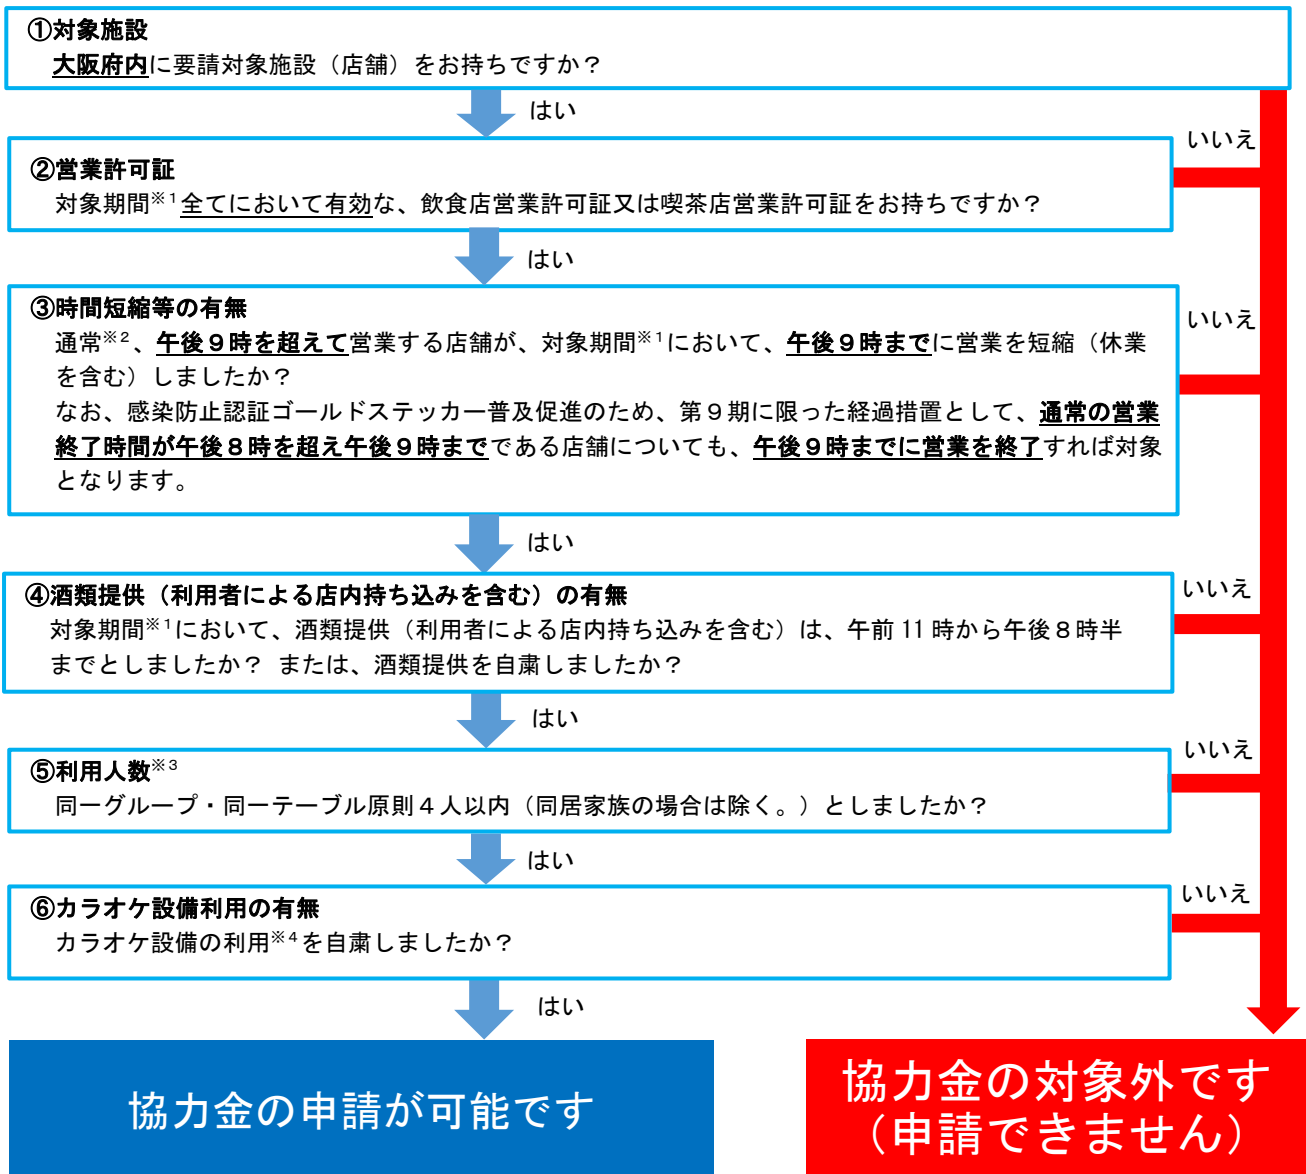 ①対象施設
大阪府内に要請対象施設（店舗）をお持ちですか？
はい
いいえ
②営業許可証
対象期間※1全てにおいて有効な、飲食店営業許可証又は喫茶店営業許可証をお持ちですか？
はい
いいえ
③時間短縮等の有無
通常※2、午後９時を超えて営業する店舗が、対象期間※1において、午後９時までに営業を短縮（休業
を含む）しましたか？
なお、感染防止認証ゴールドステッカー普及促進のため、第９期に限った経過措置として、通常の営業
終了時間が午後８時を超え午後９時までである店舗についても、午後９時までに営業を終了すれば対象
となります。
はい
いいえ
④酒類提供（利用者による店内持ち込みを含む）の有無
対象期間※1において、酒類提供（利用者による店内持ち込みを含む）は、午前 11 時から午後８時半
までとしましたか？ または、酒類提供を自粛しましたか？
はい
いいえ
⑤利用人数※3
同一グループ・同一テーブル原則４人以内（同居家族の場合は除く。）としましたか？
はい
いいえ
⑥カラオケ設備利用の有無
カラオケ設備の利用※4を自粛しましたか？
はい
協力金の申請が可能です
協力金の対象外です
（申請できません）